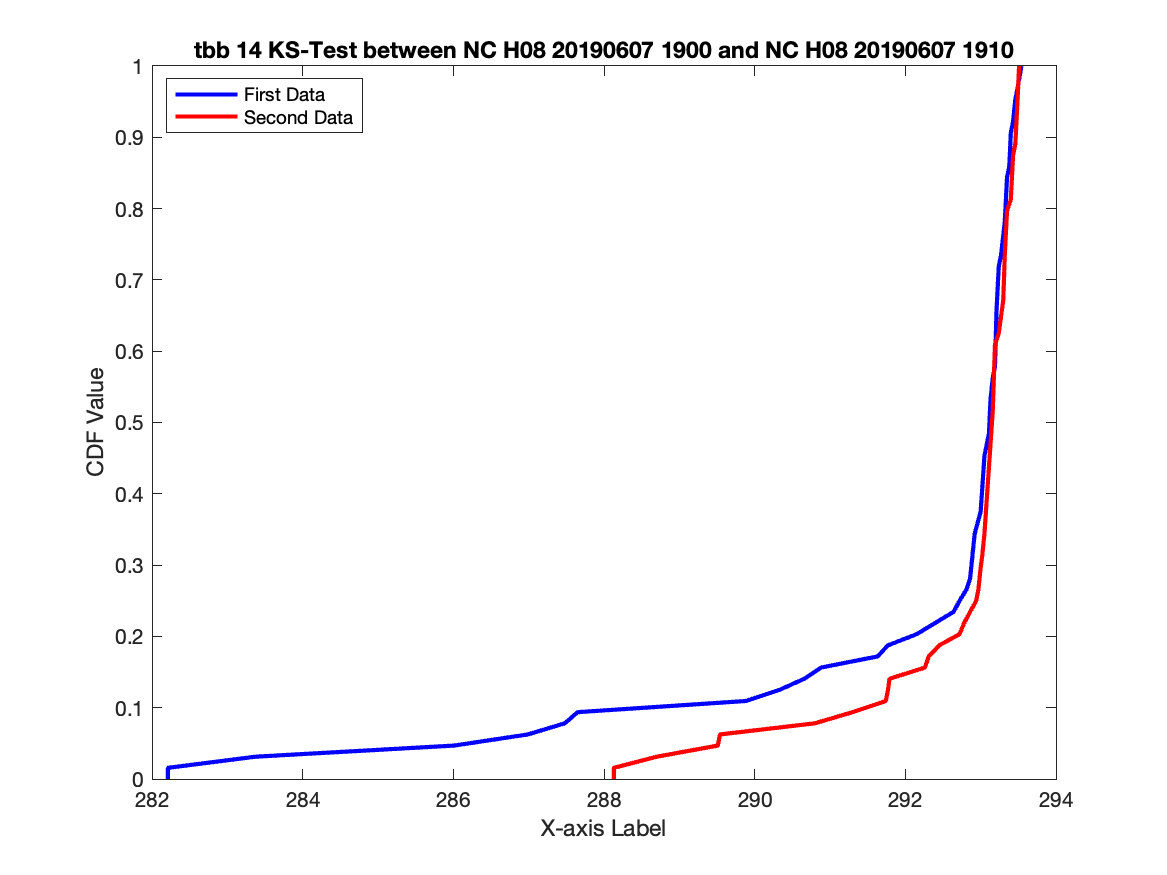 tbb 14 KS-Test between NC H08 20190607 1900 and NC H08 20190607 1910
First Data
Second Data
1
0.9
0.8
0.7
0.6
0.5
0.4
0.3
0.2
0.1
0
CDF Value
282 284 286 288 290 292 294
X-axis Label